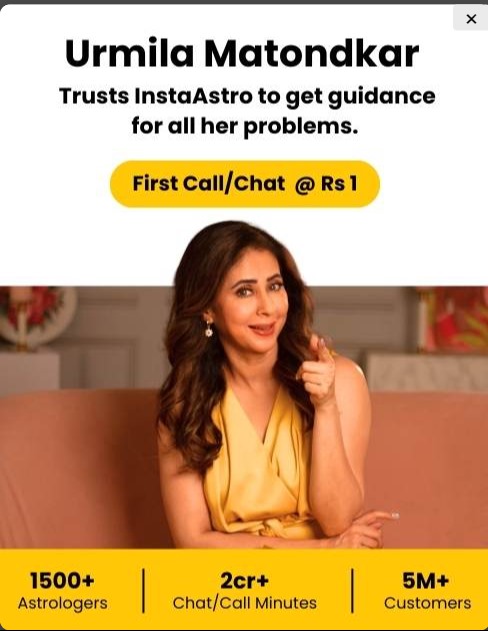 Urmila Matondkar
Trusts InstaAstro to get guidance
for all her problems.
First Call/Chat @ Rs 1
1500+
Astrologers
2cr+
Chat/Call Minutes
5M+
Customers